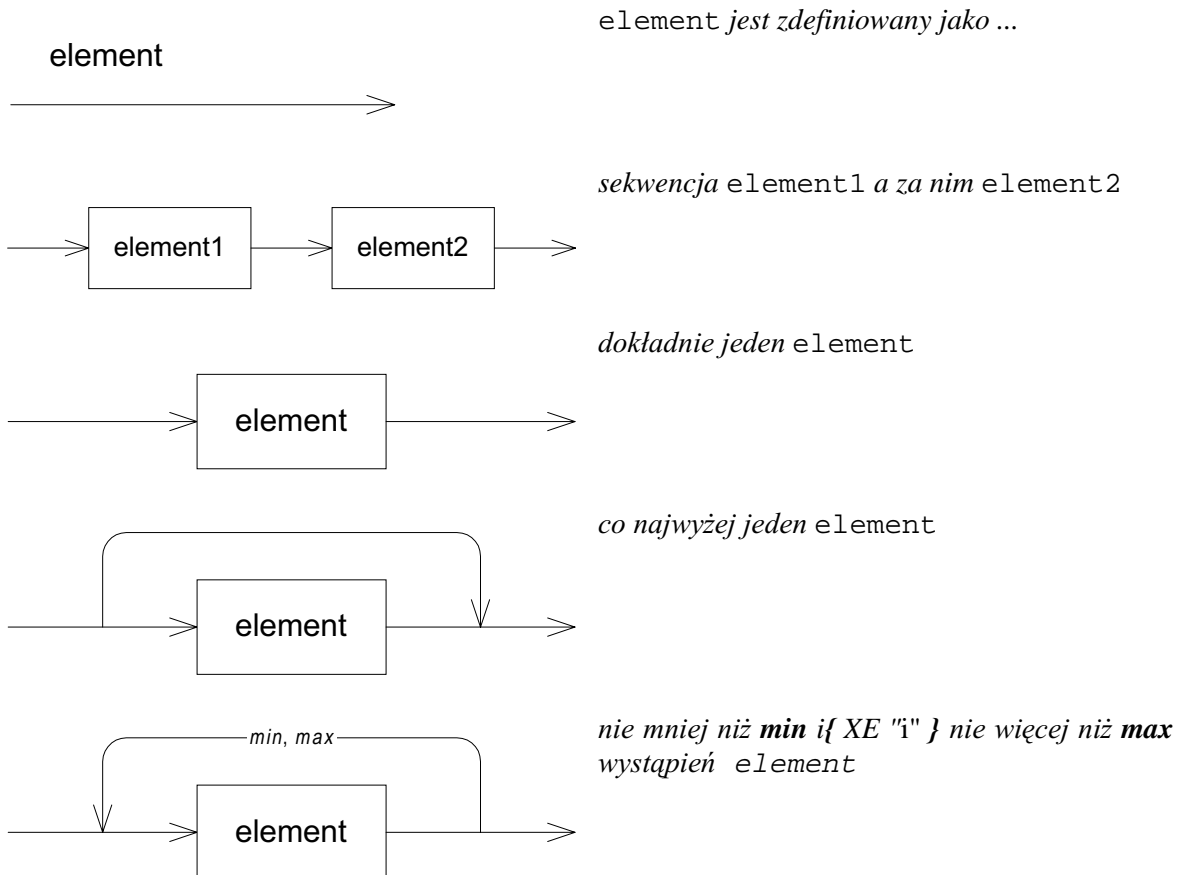 element jest zdefiniowany jako ...
element
sekwencja element1 a za nim element2
element1
element2
dokładnie jeden element
element
co najwyżej jeden element
element
nie mniej niż min i{ XE "i" } nie więcej niż max
wystąpień element
min, max
element